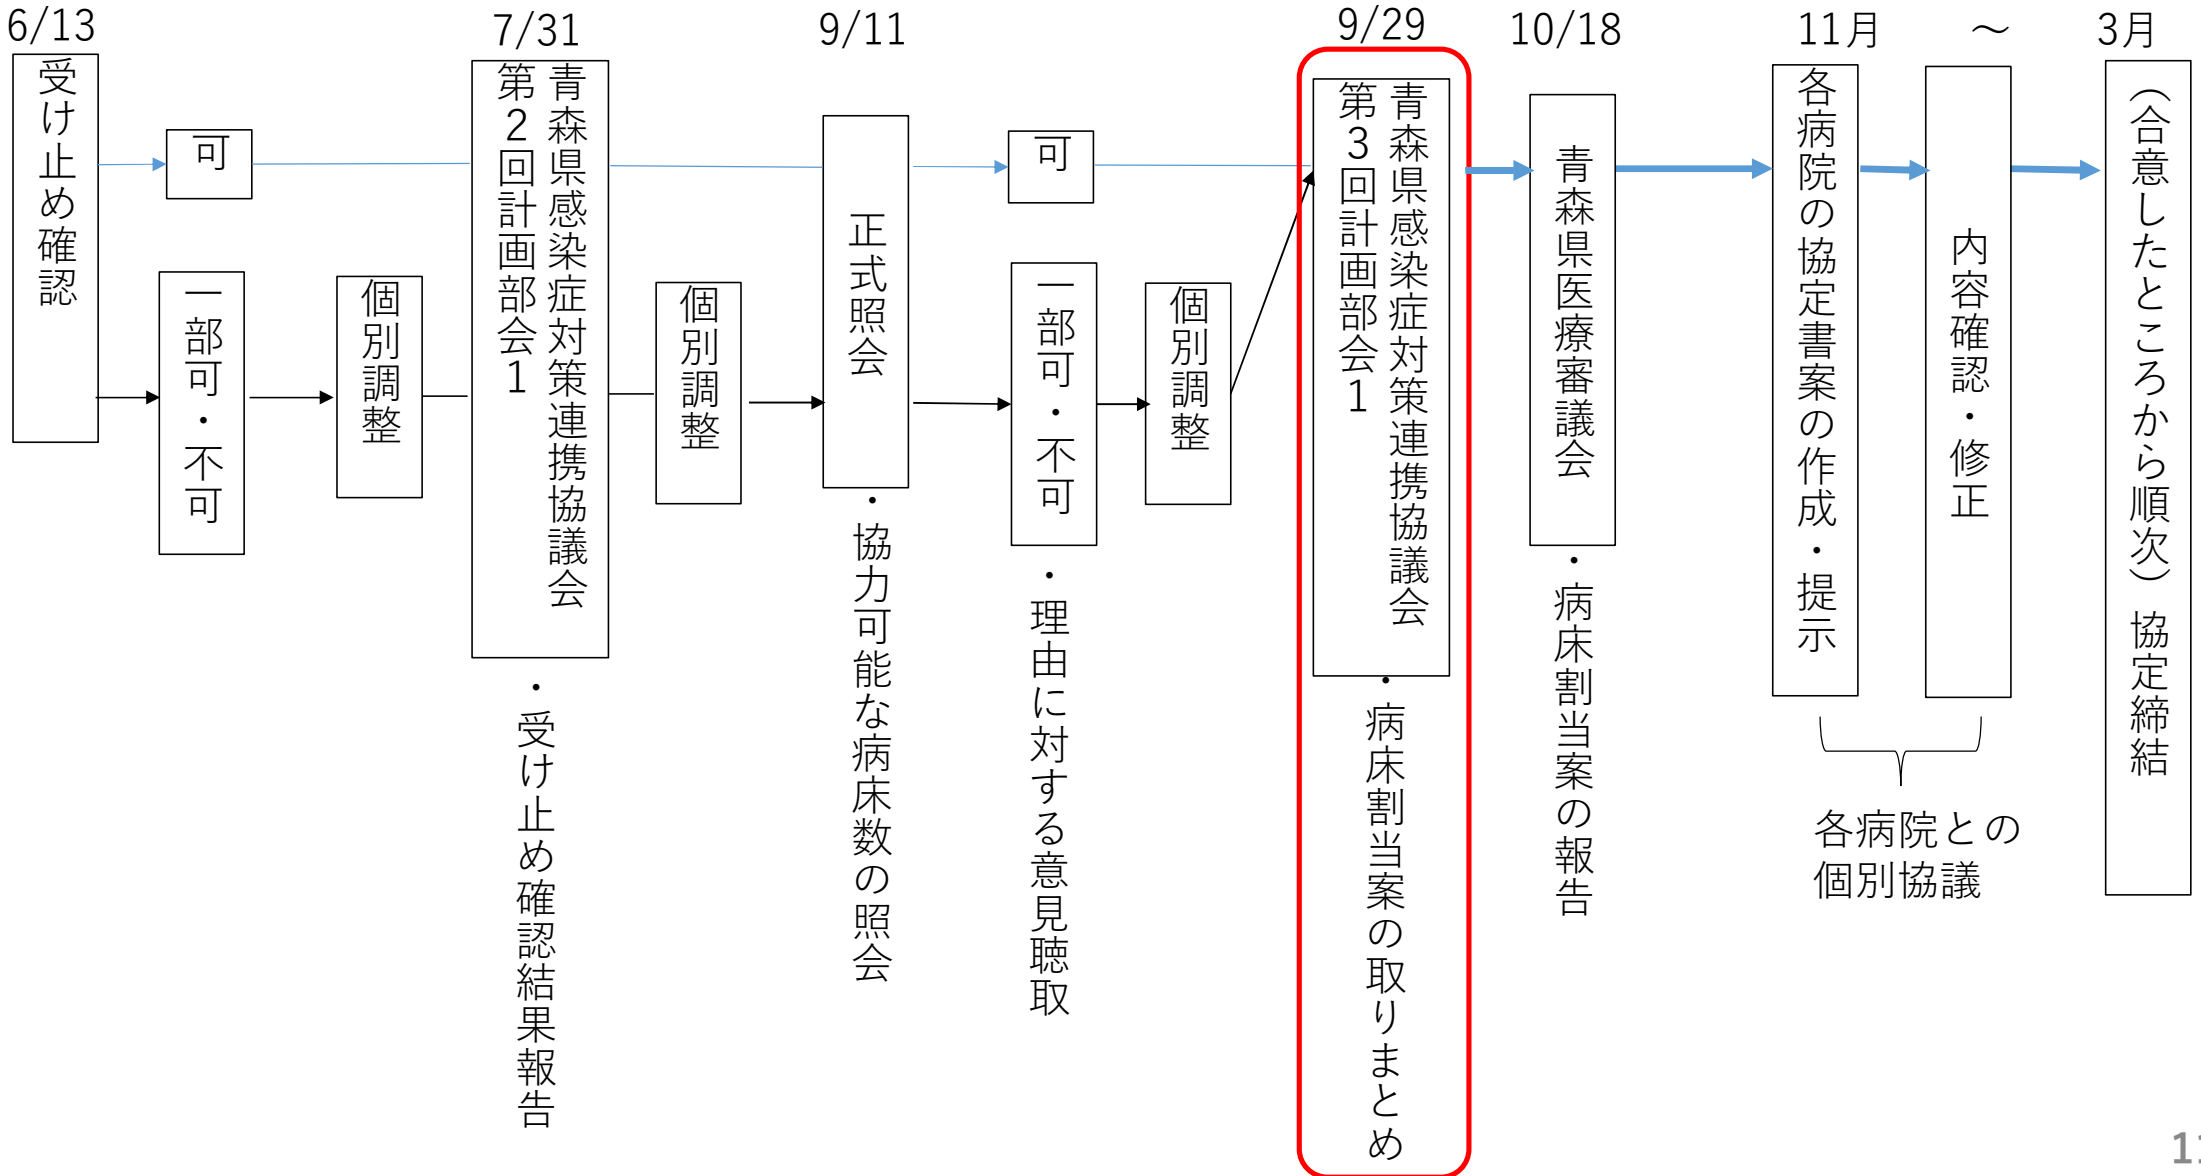 6/13
受け止め確認
可
一部可・不可
個別調整
7/31
青森県感染症対策連携協議会
第2回計画部会1
・受け止め確認結果報告
個別調整
9/11
正式照会
・協力可能な病床数の照会
可
一部可・不可
・理由に対する意見聴取
個別調整
9/29
青森県感染症対策連携協議会
第3回計画部会1
・病床割当案の取りまとめ
10/18
青森県医療審議会
・病床割当案の報告
11月
～
3月
各病院の協定書案の作成・提示
内容確認・修正
各病院との
個別協議
（合意したところから順次）協定締結